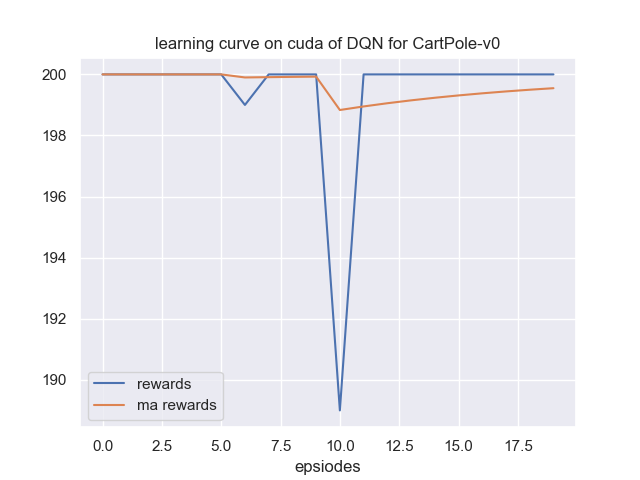 learning curve on cuda of DQN for CartPole-v0
200
198
196
194
192
190
rewards
ma rewards
0.0 2.5 5.0 7.5 10.0 12.5 15.0 17.5
epsiodes